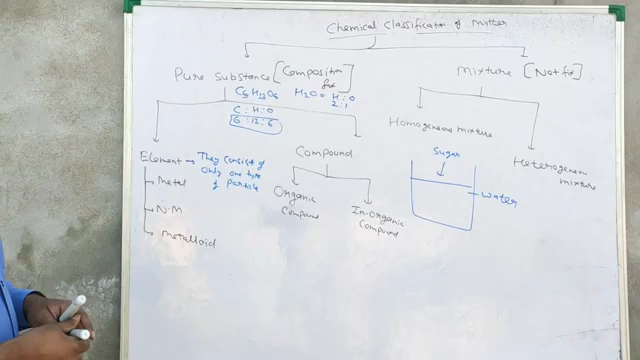 Chemical Classification of Matter
Pure Substance [Composition fix]
Mixture [Not fix]
C6H12O6 H2O = H:O
2:1
C:H:O
6:12:6
Homogeneous mixture
Heterogeneous mixture
Element → They consist of
only one type
of particle
Metal
N.M
Metalloid
Compound
Organic
Compound
In-Organic
Compound
Sugar
Water